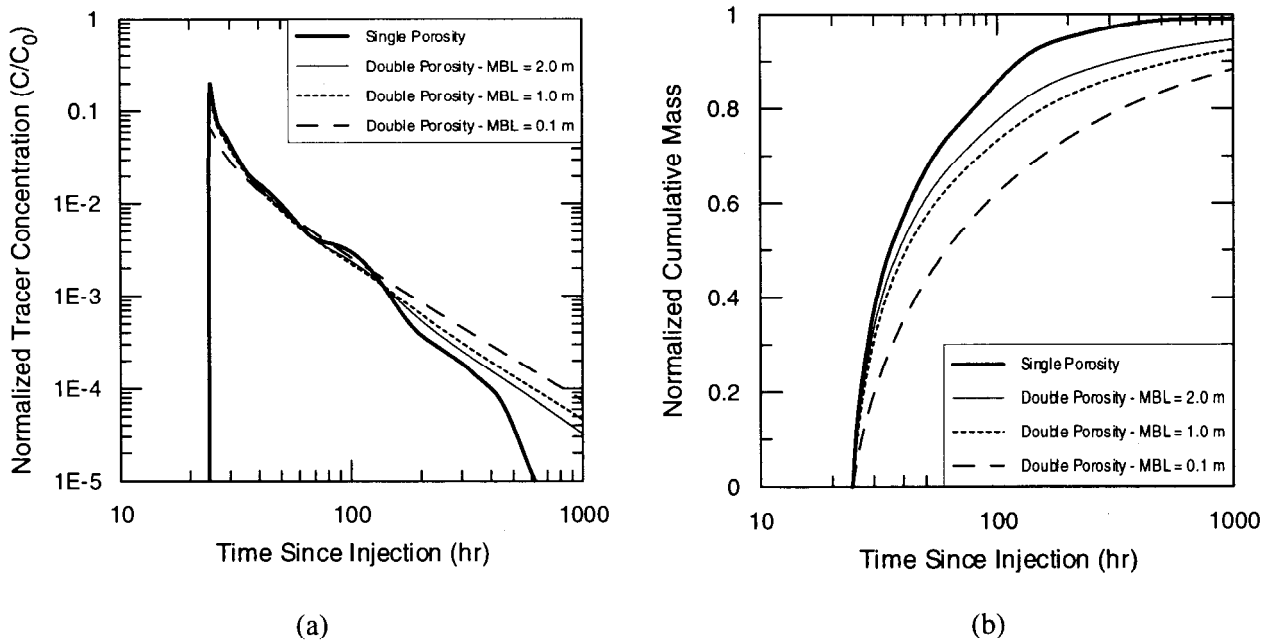 Normalized Tracer Concentration (C/C0)
1
0.1
1E-2
1E-3
1E-4
1E-5
10
100
1000
Time Since Injection (hr)
Single Porosity
Double Porosity - MBL = 2.0 m
Double Porosity - MBL = 1.0 m
Double Porosity - MBL = 0.1 m
(a)
Normalized Cumulative Mass
1
0.8
0.6
0.4
0.2
0
10
100
1000
Time Since Injection (hr)
Single Porosity
Double Porosity - MBL = 2.0 m
Double Porosity - MBL = 1.0 m
Double Porosity - MBL = 0.1 m
(b)